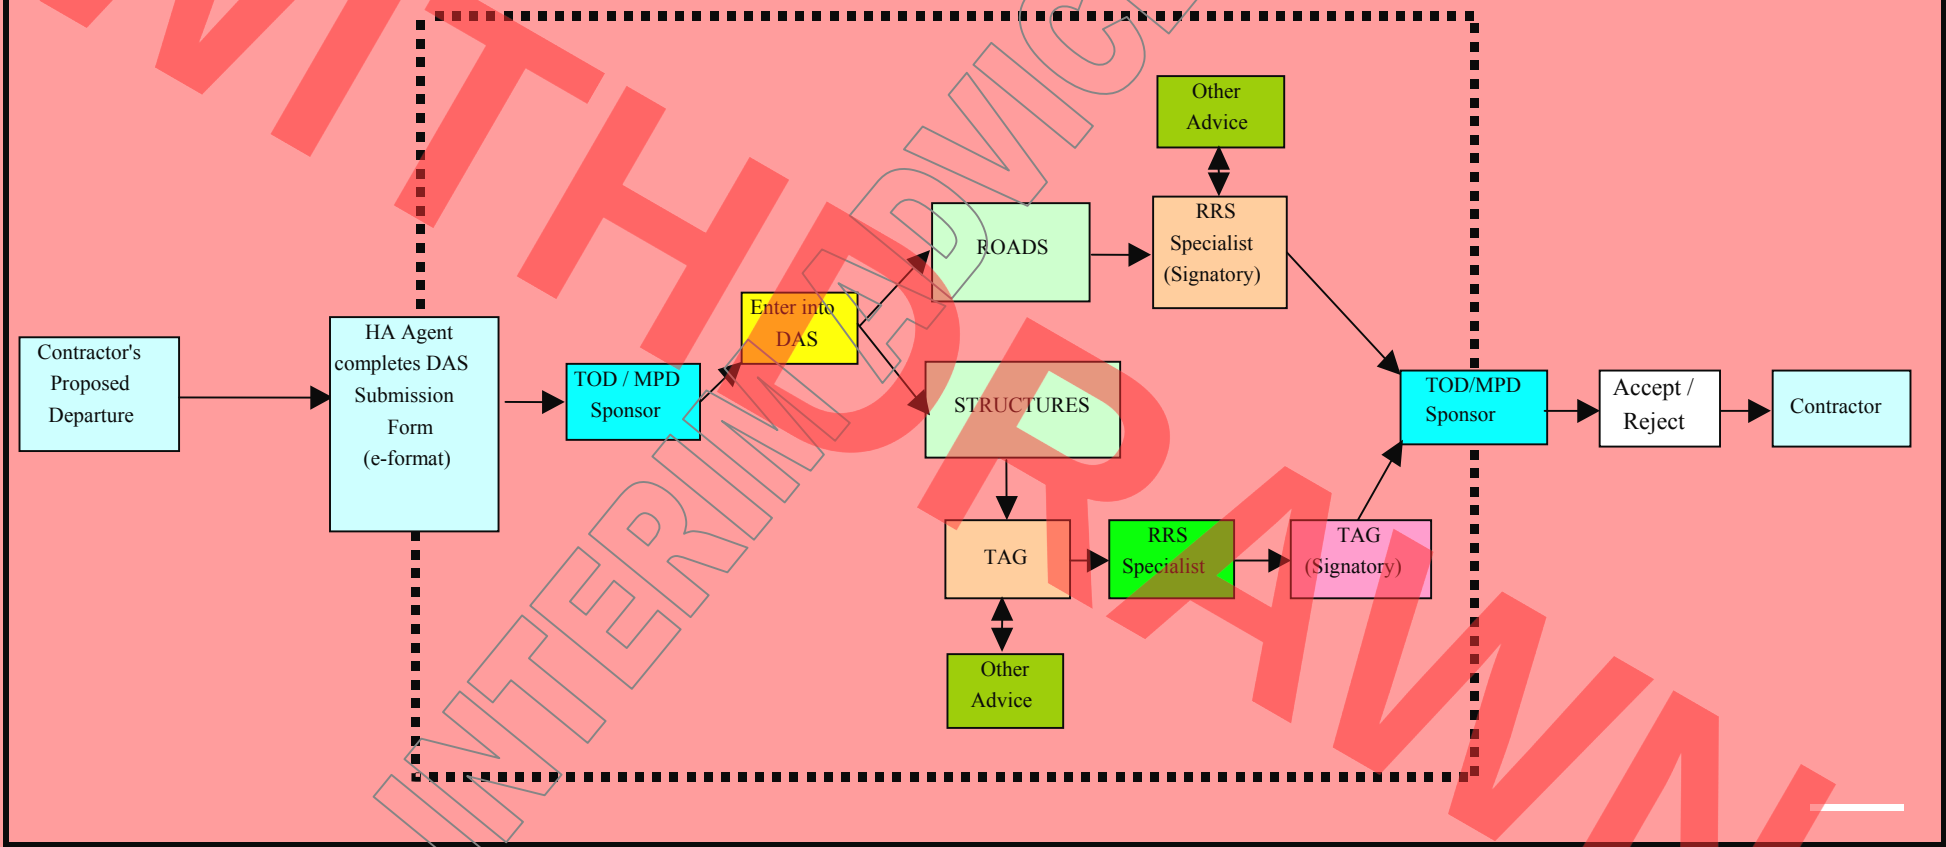 Contractor's
Proposed
Departure
HA Agent
completes DAS
Submission
Form
(e-format)
TOD / MPD
Sponsor
Enter into
DAS
ROADS
STRUCTURES
Other
Advice
RRS
Specialist
(Signatory)
TAG
Other
Advice
RRS
Specialist
TAG
(Signatory)
TOD/MPD
Sponsor
Accept /
Reject
Contractor
WITHDRAWN
INTERIM ADVICE